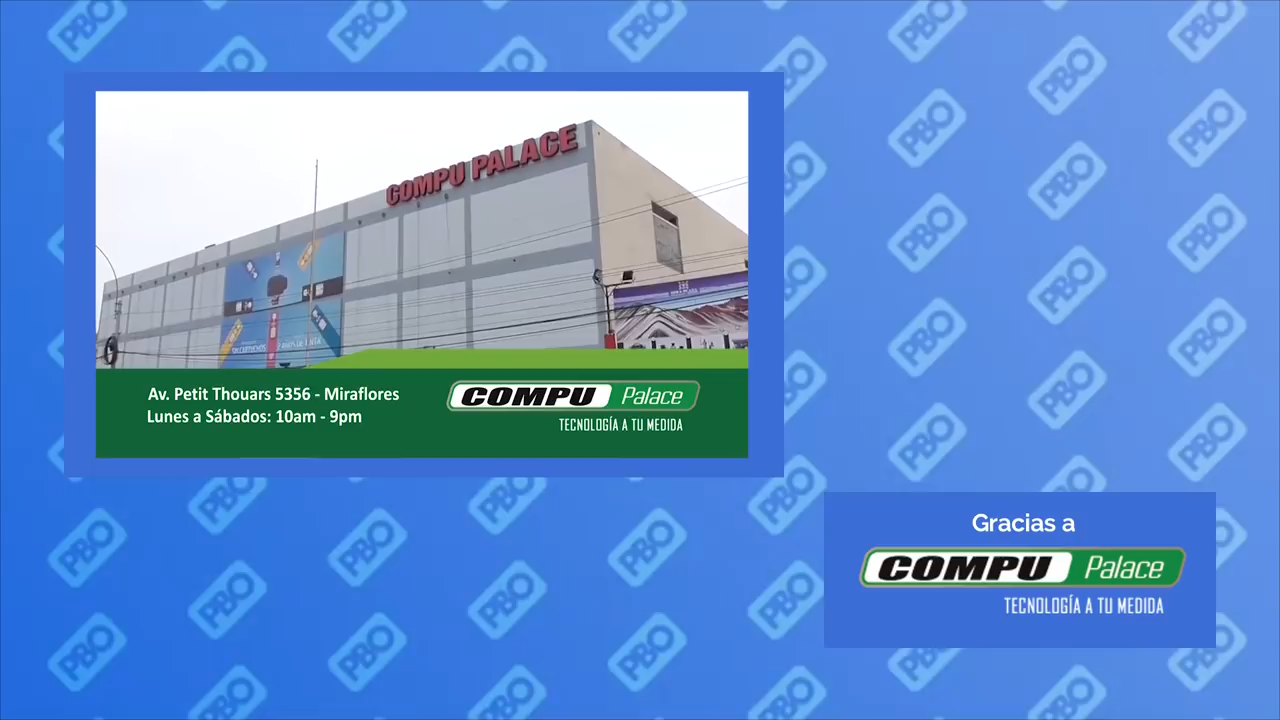 COMPU PALACE
Av. Petit Thouars 5356 - Miraflores
Lunes a Sábados: 10am - 9pm
COMPU Palace
TECNOLOGÍA A TU MEDIDA
Gracias a
COMPU Palace
TECNOLOGÍA A TU MEDIDA
PBO